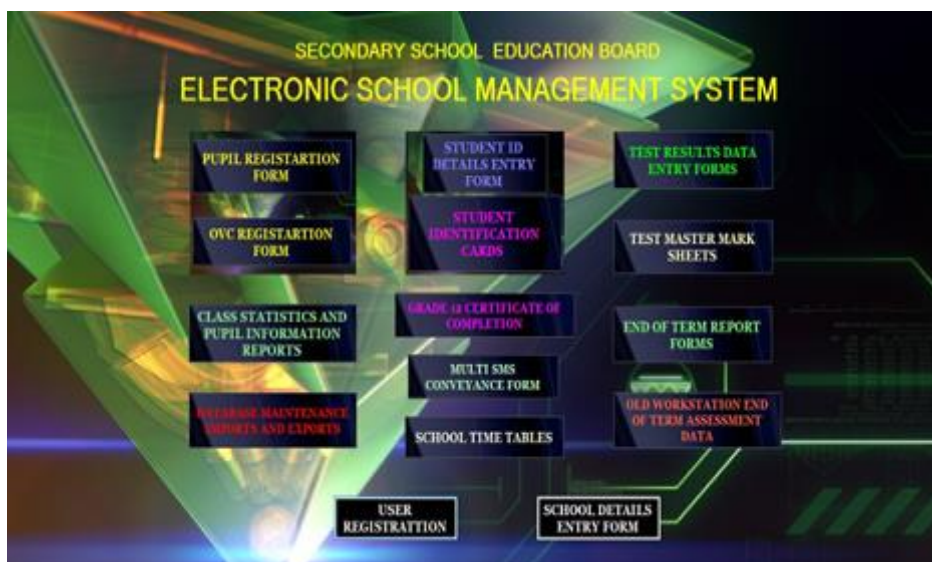 SECONDARY SCHOOL EDUCATION BOARD
ELECTRONIC SCHOOL MANAGEMENT SYSTEM
PUPIL REGISTARTION
FORM
OVC REGISTARTION
FORM
CLASS STATISTICS AND
PUPIL INFORMATION
REPORTS
DATABASE MAINTENANCE
IMPORTS AND EXPORTS
STUDENT ID
DETAILS ENTRY
FORM
STUDENT
IDENTIFICATION
CARDS
GRADE 12 CERTIFICATE OF
COMPLETION
MULTI SMS
CONVEYANCE FORM
SCHOOL TIME TABLES
TEST RESULTS DATA
ENTRY FORMS
TEST MASTER MARK
SHEETS
END OF TERM REPORT
FORMS
OLD WORKSTATION END
OF TERM ASSESSMENT
DATA
USER
REGISTRATTION
SCHOOL DETAILS
ENTRY FORM